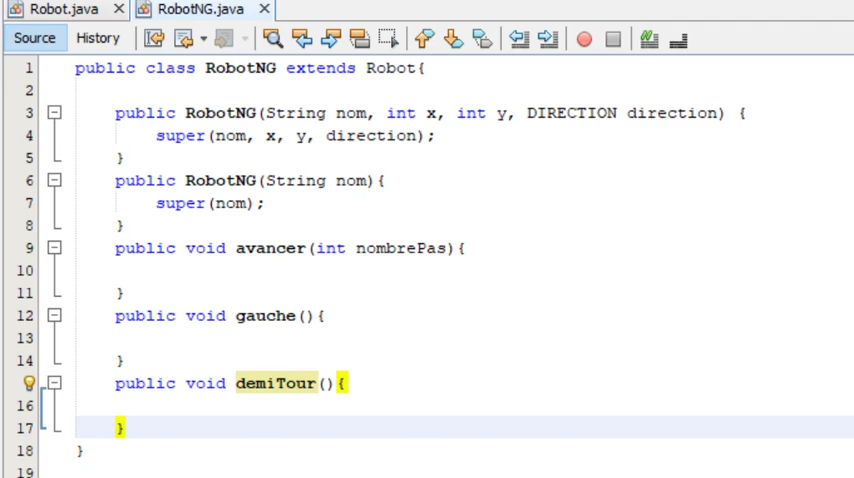 Robot.java RobotNG.java
Source History
1 public class RobotNG extends Robot{
2
3 public RobotNG(String nom, int x, int y, DIRECTION direction) {
4 super(nom, x, y, direction);
5 }
6 public RobotNG(String nom){
7 super(nom);
8 }
9 public void avancer(int nombrePas){
10
11 }
12 public void gauche(){
13
14 }
public void demiTour(){
16
17 }
18 }
19